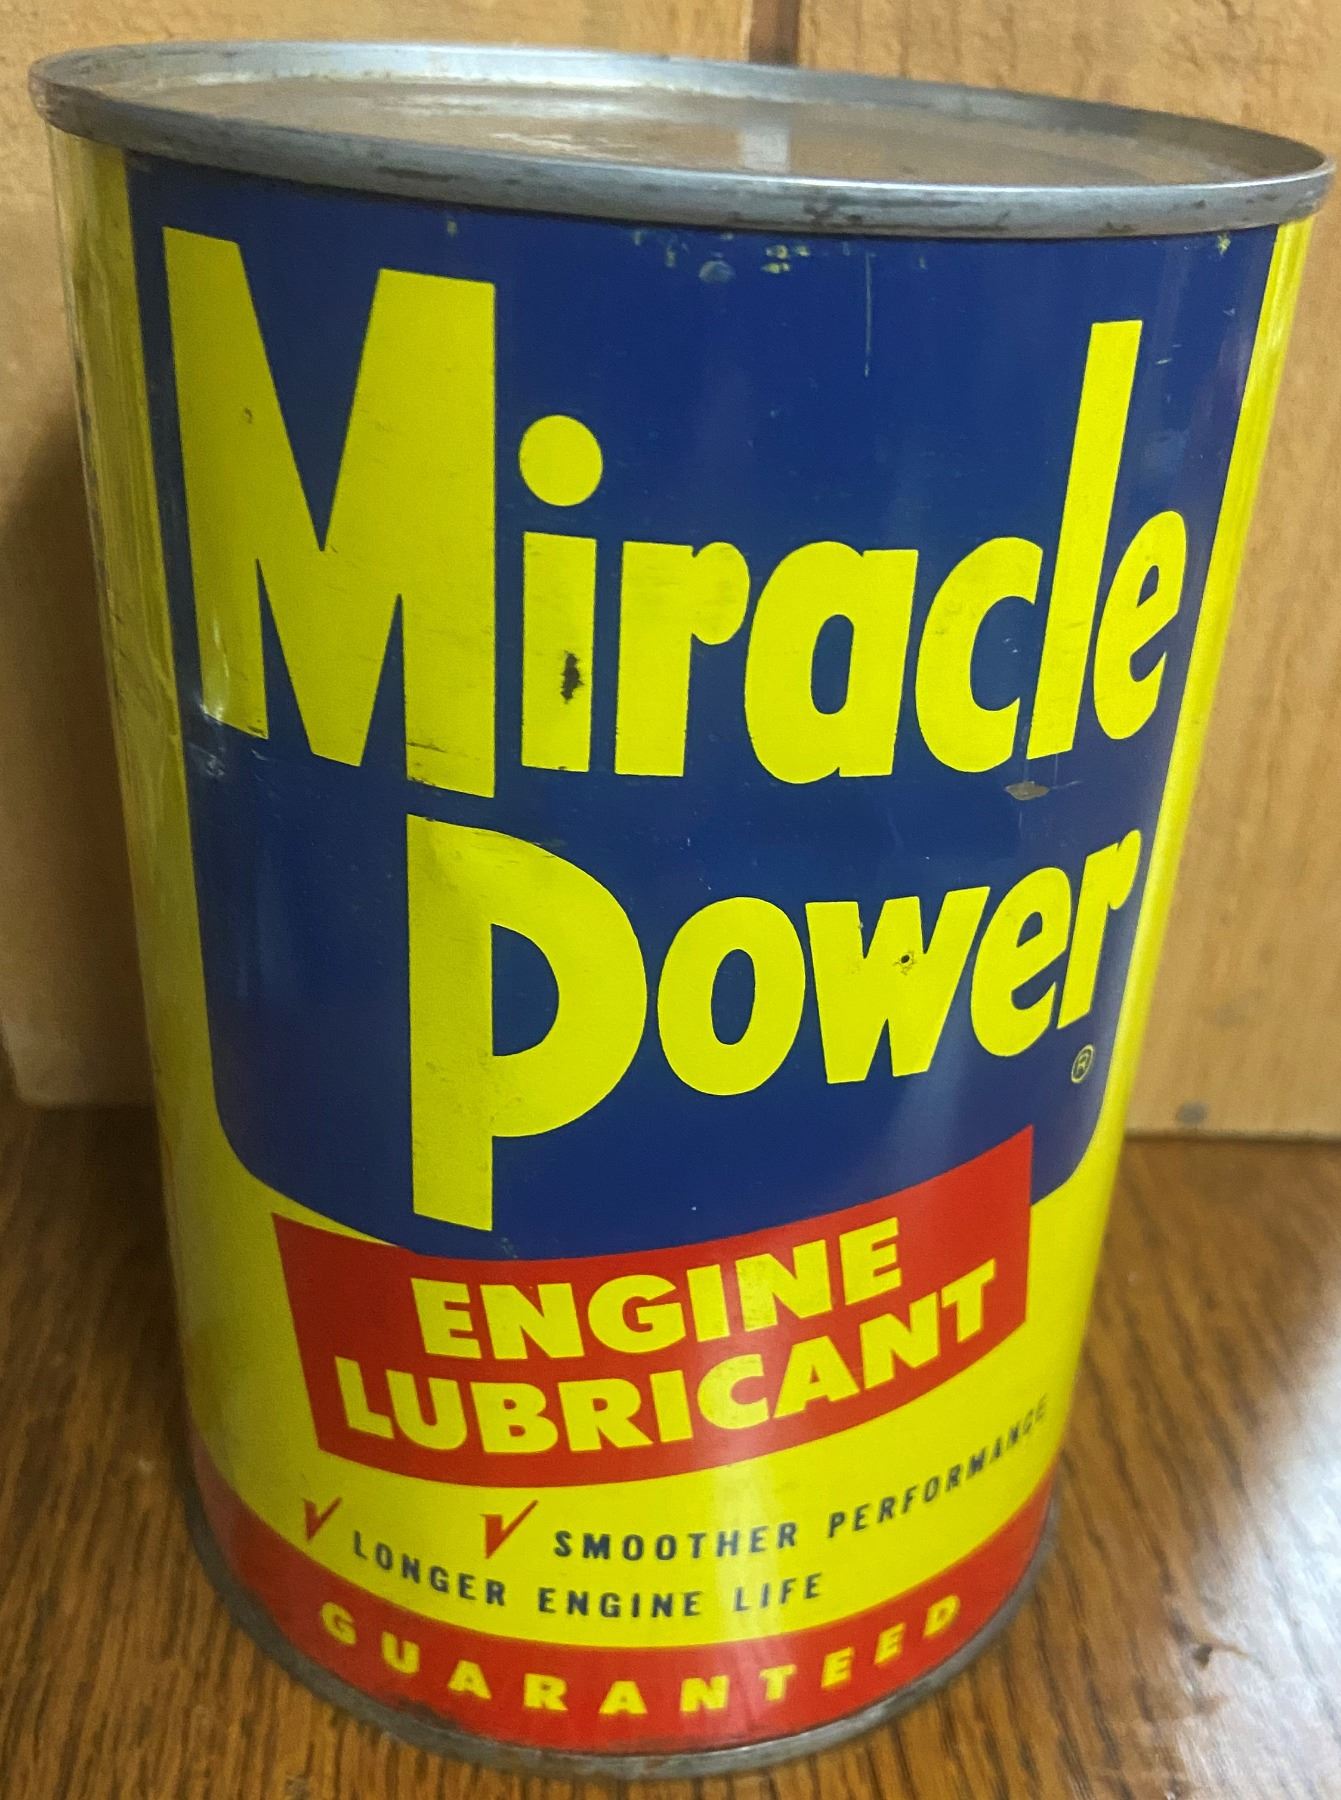 Miracle
Power ®
ENGINE
LUBRICANT
✓ SMOOTHER PERFORMANCE
✓ LONGER ENGINE LIFE
GUARANTEED